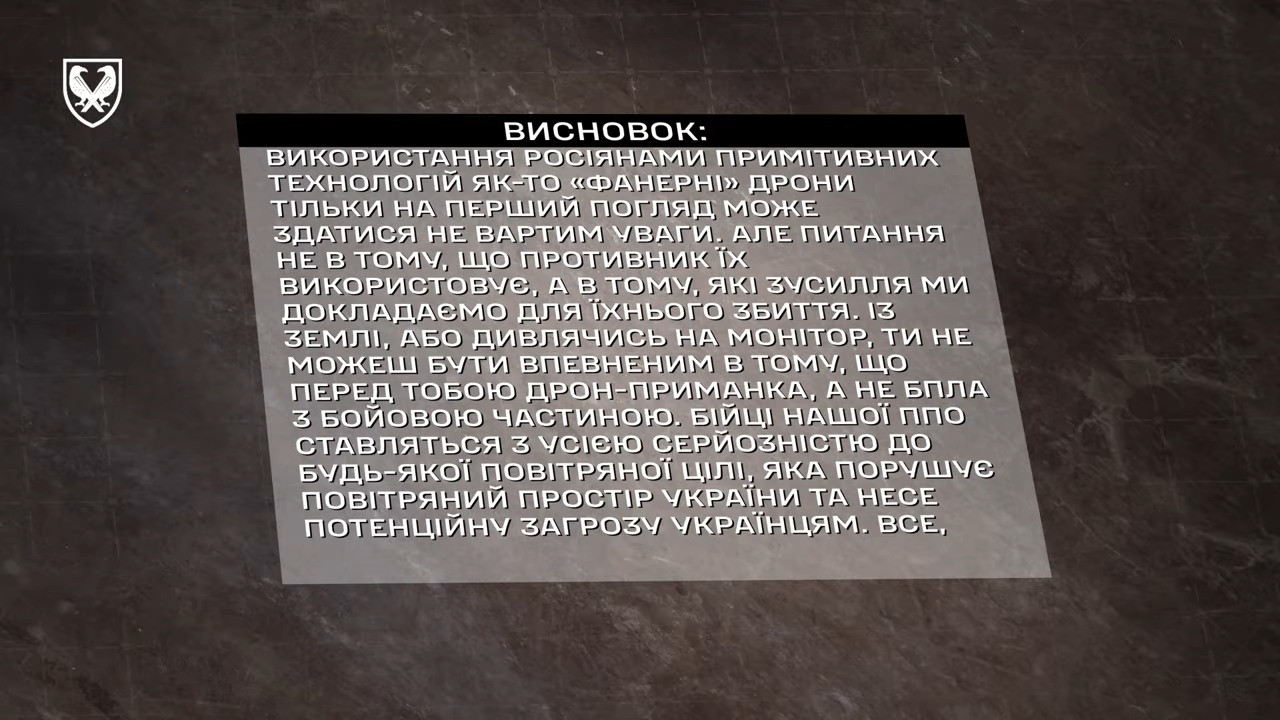 ВИСНОВОК:
ВИКОРИСТАННЯ РОСІЯНАМИ ПРИМІТИВНИХ
ТЕХНОЛОГІЙ ЯК-ТО «ФАНЕРНІ» ДРОНИ
ТІЛЬКИ НА ПЕРШИЙ ПОГЛЯД МОЖЕ
ЗДАТИСЯ НЕ ВАРТИМ УВАГИ. АЛЕ ПИТАННЯ
НЕ В ТОМУ, ЩО ПРОТИВНИК ЇХ
ВИКОРИСТОВУЄ, А В ТОМУ, ЯКІ ЗУСИЛЛЯ МИ
ДОКЛАДАЄМО ДЛЯ ЇХНЬОГО ЗБИТТЯ. ІЗ
ЗЕМЛІ, АБО ДИВЛЯЧИСЬ НА МОНІТОР, ТИ НЕ
МОЖЕШ БУТИ ВПЕВНЕНИМ В ТОМУ, ЩО
ПЕРЕД ТОБОЮ ДРОН-ПРИМАНКА, А НЕ БПЛА
З БОЙОВОЮ ЧАСТИНОЮ. БІЙЦІ НАШОЇ ППО
СТАВЛЯТЬСЯ З УСІЄЮ СЕРЙОЗНІСТЮ ДО
БУДЬ-ЯКОЇ ПОВІТРЯНОЇ ЦІЛІ, ЯКА ПОРУШУЄ
ПОВІТРЯНИЙ ПРОСТІР УКРАЇНИ ТА НЕСЕ
ПОТЕНЦІЙНУ ЗАГРОЗУ УКРАЇНЦЯМ. ВСЕ,